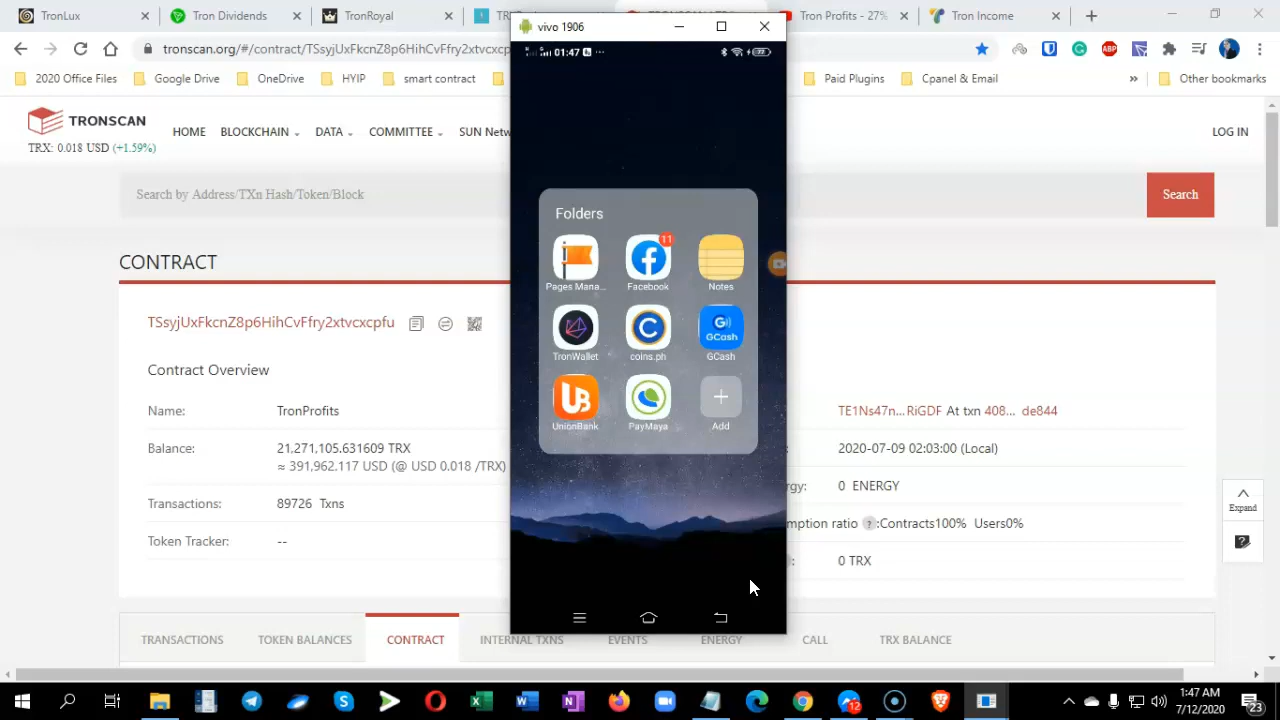 TronLux
Tron Dividends
TronRoyal
Tron Profits - 27%
Tron Income
vivo 1906
tronscan.org/#/contract/TSsyjUxFkcnZ8p6HihCvFfry2xtvcxcp
2020 Office Files
Google Drive
OneDrive
HYIP
smart contract
Paid Plugins
Cpanel & Email
Other bookmarks
01:47
TRONSCAN
HOME
BLOCKCHAIN
DATA
COMMITTEE
SUN Netw
LOG IN
TRX: 0.018 USD (+1.59%)
Search by Address/TXn Hash/Token/Block
Search
CONTRACT
TSsyjUxFkcnZ8p6HihCvFfry2xtvcxcpfu
Contract Overview
Name:
TronProfits
TE1Ns47n...RiGDF At txn 408... de844
Balance:
21,271,105.631609 TRX
≈ 391,962.117 USD (@ USD 0.018 /TRX)
2020-07-09 02:03:00 (Local)
rgy:
0 ENERGY
Transactions:
89726 Txns
mption ratio ? :Contracts100% Users0%
Token Tracker:
--
0 TRX
Expand
Folders
11
Pages Mana...
Facebook
Notes
TronWallet
coins.ph
GCash
GCash
UB
UnionBank
PayMaya
Add
TRANSACTIONS
TOKEN BALANCES
CONTRACT
INTERNAL TXNS
EVENTS
ENERGY
CALL
TRX BALANCE
12
1:47 AM
7/12/2020
23